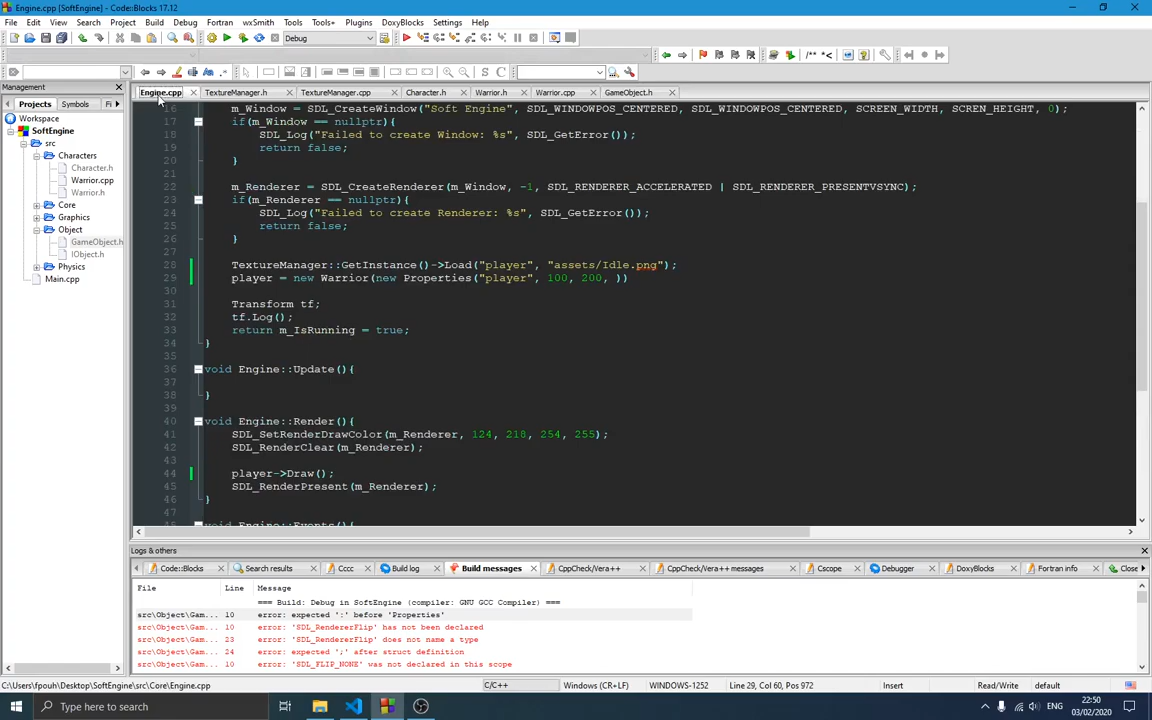 Engine.cpp [SoftEngine] - Code::Blocks 17.12
File Edit View Search Project Build Debug Fortran wxSmith Tools Tools+ Plugins DoxyBlocks Settings Help
Debug
/** *<
Management
Projects Symbols Fi
Engine.cpp TextureManager.h TextureManager.cpp Character.h Warrior.h Warrior.cpp GameObject.h
Workspace
SoftEngine
src
Characters
Character.h
Warrior.cpp
Warrior.h
Core
Graphics
Object
GameObject.h
IObject.h
Physics
Main.cpp
16 m_Window = SDL_CreateWindow("Soft Engine", SDL_WINDOWPOS_CENTERED, SDL_WINDOWPOS_CENTERED, SCREEN_WIDTH, SCREN_HEIGHT, 0);
17 if(m_Window == nullptr){
18 SDL_Log("Failed to create Window: %s", SDL_GetError());
19 return false;
20 }
21
22 m_Renderer = SDL_CreateRenderer(m_Window, -1, SDL_RENDERER_ACCELERATED | SDL_RENDERER_PRESENTVSYNC);
23 if(m_Renderer == nullptr){
24 SDL_Log("Failed to create Renderer: %s", SDL_GetError());
25 return false;
26 }
27
28 TextureManager::GetInstance()->Load("player", "assets/Idle.png");
29 player = new Warrior(new Properties("player", 100, 200, ))
30
31 Transform tf;
32 tf.Log();
33 return m_IsRunning = true;
34 }
35
36 void Engine::Update(){
37
38 }
39
40 void Engine::Render(){
41 SDL_SetRenderDrawColor(m_Renderer, 124, 218, 254, 255);
42 SDL_RenderClear(m_Renderer);
43
44 player->Draw();
45 SDL_RenderPresent(m_Renderer);
46 }
47
48 void Engine::Events(){
Logs & others
Code::Blocks Search results Cccc Build log Build messages CppCheck/Vera++ CppCheck/Vera++ messages Cscope Debugger DoxyBlocks Fortran info Close
File Line Message
=== Build: Debug in SoftEngine (compiler: GNU GCC Compiler) ===
src\Object\Gam... 10 error: expected ':' before 'Properties'
src\Object\Gam... 10 error: 'SDL_RendererFlip' has not been declared
src\Object\Gam... 23 error: 'SDL_RendererFlip' does not name a type
src\Object\Gam... 24 error: expected ';' after struct definition
src\Object\Gam... 10 error: 'SDL_FLIP_NONE' was not declared in this scope
C:\Users\fpouh\Desktop\SoftEngine\src\Core\Engine.cpp C/C++ Windows (CR+LF) WINDOWS-1252 Line 29, Col 60, Pos 972 Insert Read/Write default
Type here to search
ENG
22:50
03/02/2020